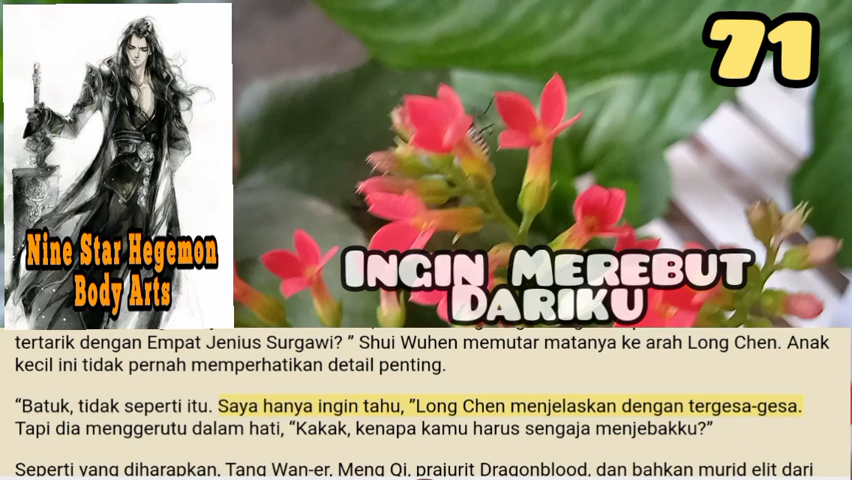 71
Nine Star Hegemon
Body Arts
Ingin Merebut
Dariku
tertarik dengan Empat Jenius Surgawi? ” Shui Wuhen memutar matanya ke arah Long Chen. Anak
kecil ini tidak pernah memperhatikan detail penting.
“Batuk, tidak seperti itu. Saya hanya ingin tahu, ”Long Chen menjelaskan dengan tergesa-gesa.
Tapi dia menggerutu dalam hati, “Kakak, kenapa kamu harus sengaja menjebakku?”
Seperti yang diharapkan, Tang Wan-er, Meng Qi, prajurit Dragonblood, dan bahkan murid elit dari